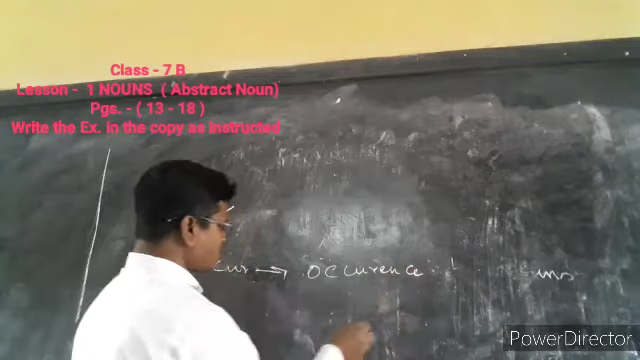 Class - 7 B
Lesson - 1 NOUNS ( Abstract Noun)
Pgs. - ( 13 - 18 )
Write the Ex. in the copy as instructed
cur → occurence
PowerDirector